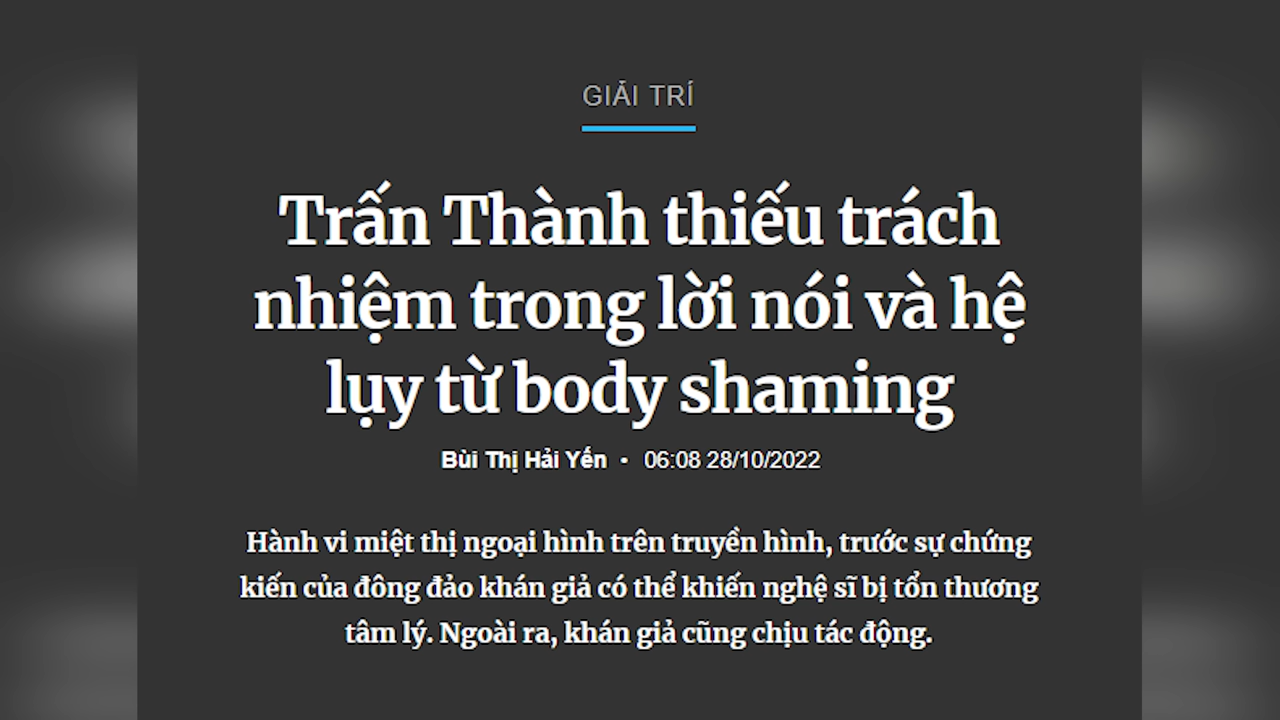 GIẢI TRÍ
Trấn Thành thiếu trách
nhiệm trong lời nói và hệ
lụy từ body shaming
Bùi Thị Hải Yến • 06:08 28/10/2022
Hành vi miệt thị ngoại hình trên truyền hình, trước sự chứng
kiến của đông đảo khán giả có thể khiến nghệ sĩ bị tổn thương
tâm lý. Ngoài ra, khán giả cũng chịu tác động.